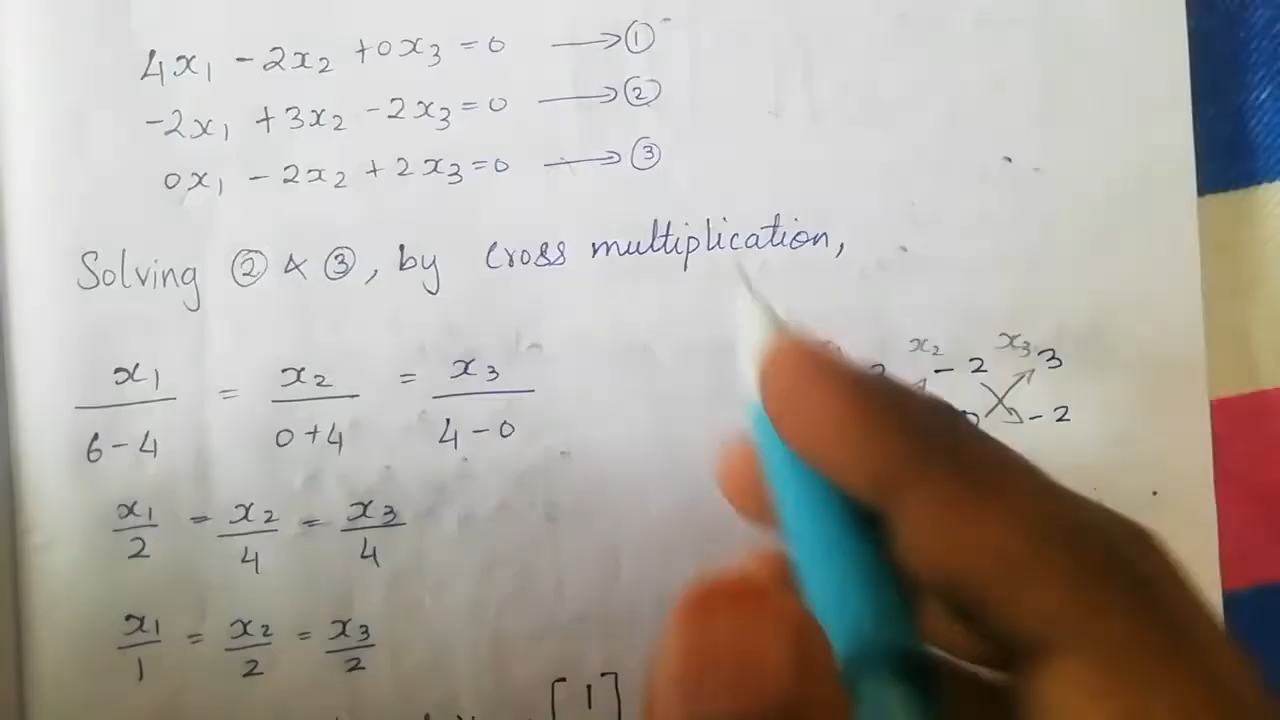 4x₁ - 2x₂ + 0x₃ = 0 → ①
-2x₁ + 3x₂ - 2x₃ = 0 → ②
0x₁ - 2x₂ + 2x₃ = 0 → ③
Solving ② & ③, by cross multiplication,
x₂ x₃
x₁/(6-4) = x₂/(0+4) = x₃/(4-0)
-2 3
-2
x₁/2 = x₂/4 = x₃/4
x₁/1 = x₂/2 = x₃/2
[1]